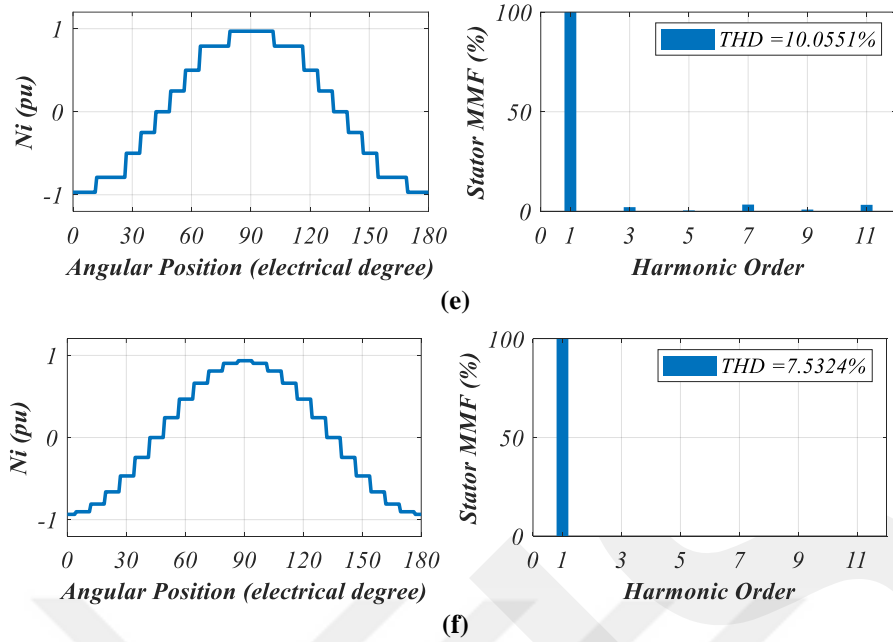 1
0
-1
Ni (pu)
0 30 60 90 120 150 180
Angular Position (electrical degree)
100
50
0
Stator MMF (%)
THD =10.0551%
0 1 3 5 7 9 11
Harmonic Order
(e)
1
0
-1
Ni (pu)
0 30 60 90 120 150 180
Angular Position (electrical degree)
100
50
0
Stator MMF (%)
THD =7.5324%
0 1 3 5 7 9 11
Harmonic Order
(f)